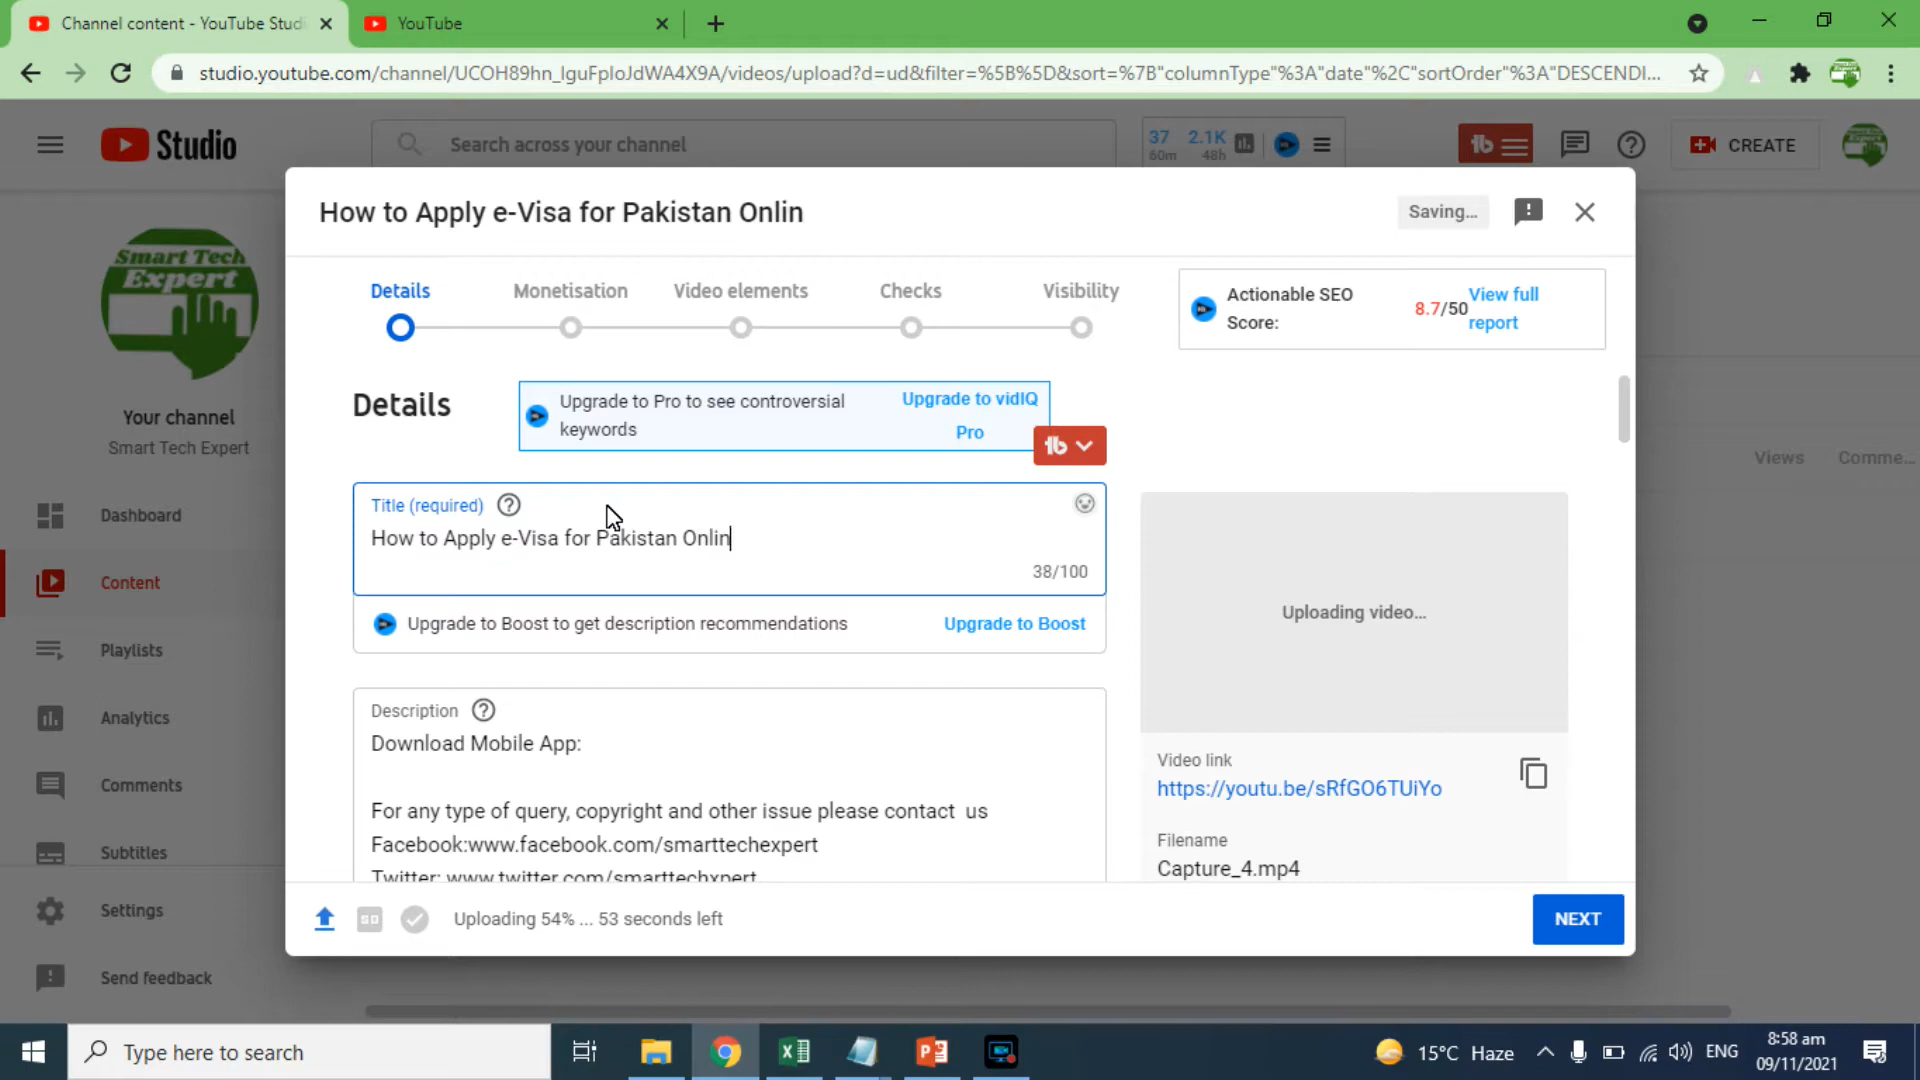 Channel content - YouTube Studi
YouTube
studio.youtube.com/channel/UCOH89hn_IguFpIoJdWA4X9A/videos/upload?d=ud&filter=%5B%5D&sort=%7B"columnType"%3A"date"%2C"sortOrder"%3A"DESCENDI...
Studio
Search across your channel
37
60m
2.1K
48h
CREATE
How to Apply e-Visa for Pakistan Onlin
Saving...
Smart Tech
Expert
Your channel
Smart Tech Expert
Dashboard
Content
Playlists
Analytics
Comments
Subtitles
Settings
Send feedback
Details
Monetisation
Video elements
Checks
Visibility
Actionable SEO
Score:
8.7/50
View full
report
Details
Upgrade to Pro to see controversial
keywords
Upgrade to vidIQ
Pro
Title (required)
How to Apply e-Visa for Pakistan Onlin
38/100
Upgrade to Boost to get description recommendations
Upgrade to Boost
Description
Download Mobile App:
For any type of query, copyright and other issue please contact  us
Facebook:www.facebook.com/smarttechexpert
Twitter: www.twitter.com/smarttechxpert
Uploading video...
Video link
https://youtu.be/sRfGO6TUiYo
Filename
Capture_4.mp4
Views
Comme...
SD
Uploading 54% ... 53 seconds left
NEXT
Type here to search
15°C Haze
ENG
8:58 am
09/11/2021